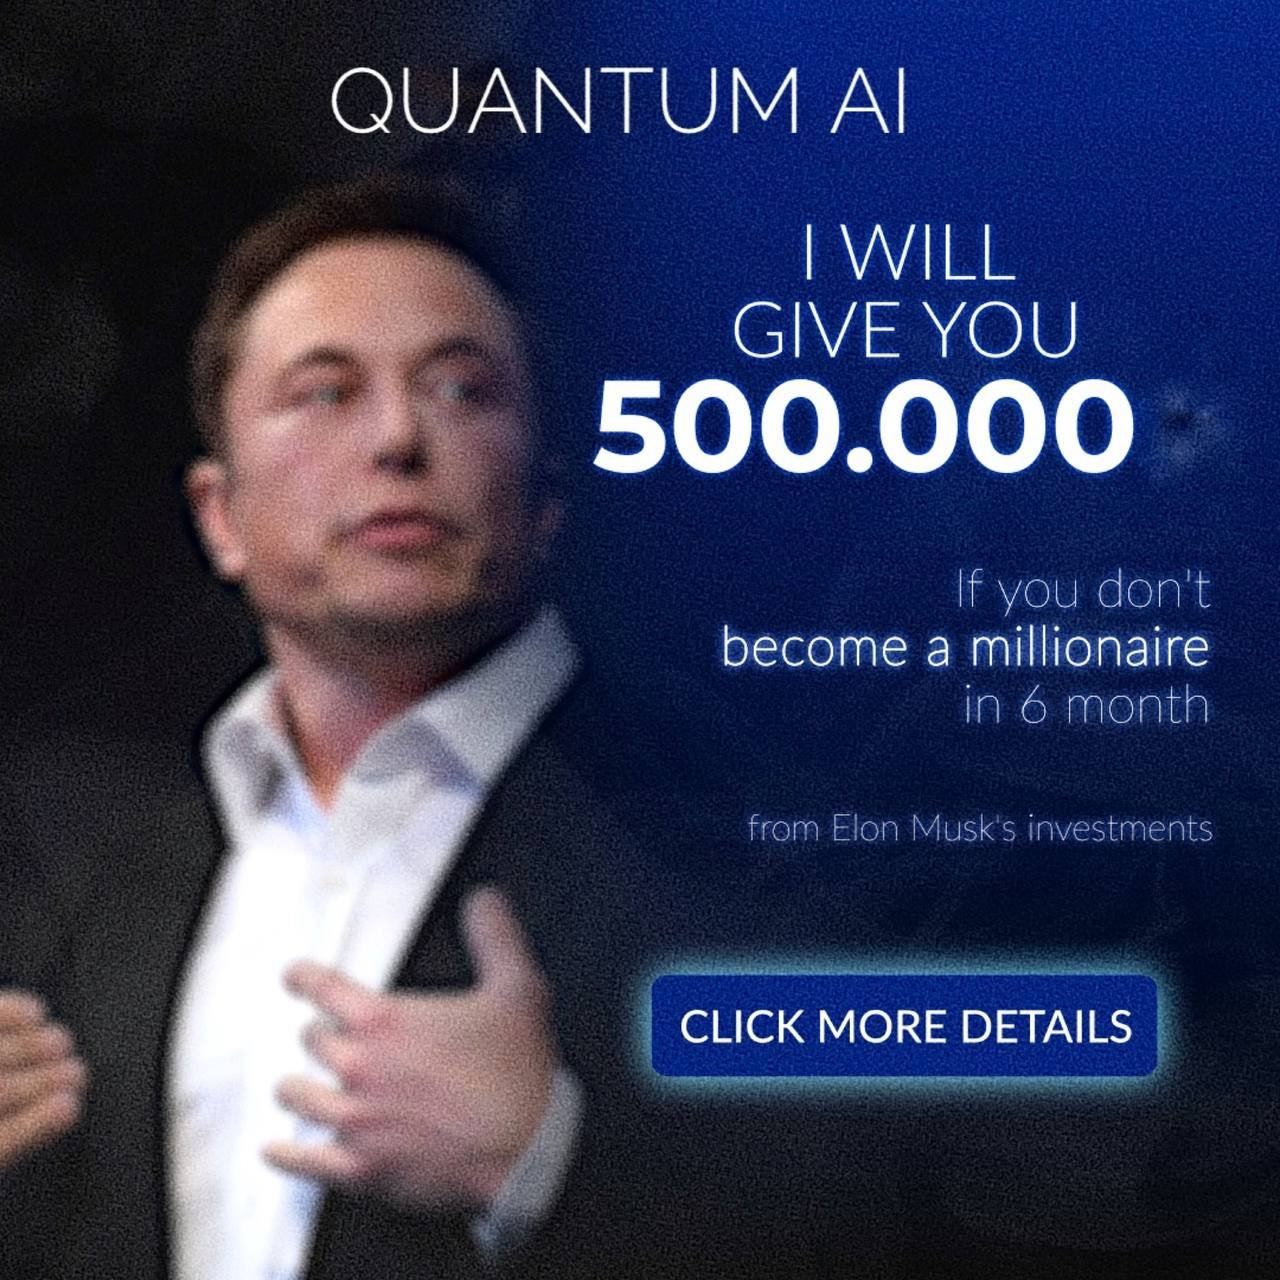 QUANTUM AI
I WILL
GIVE YOU
500.000
If you don't
become a millionaire
in 6 month
from Elon Musk's investments
CLICK MORE DETAILS